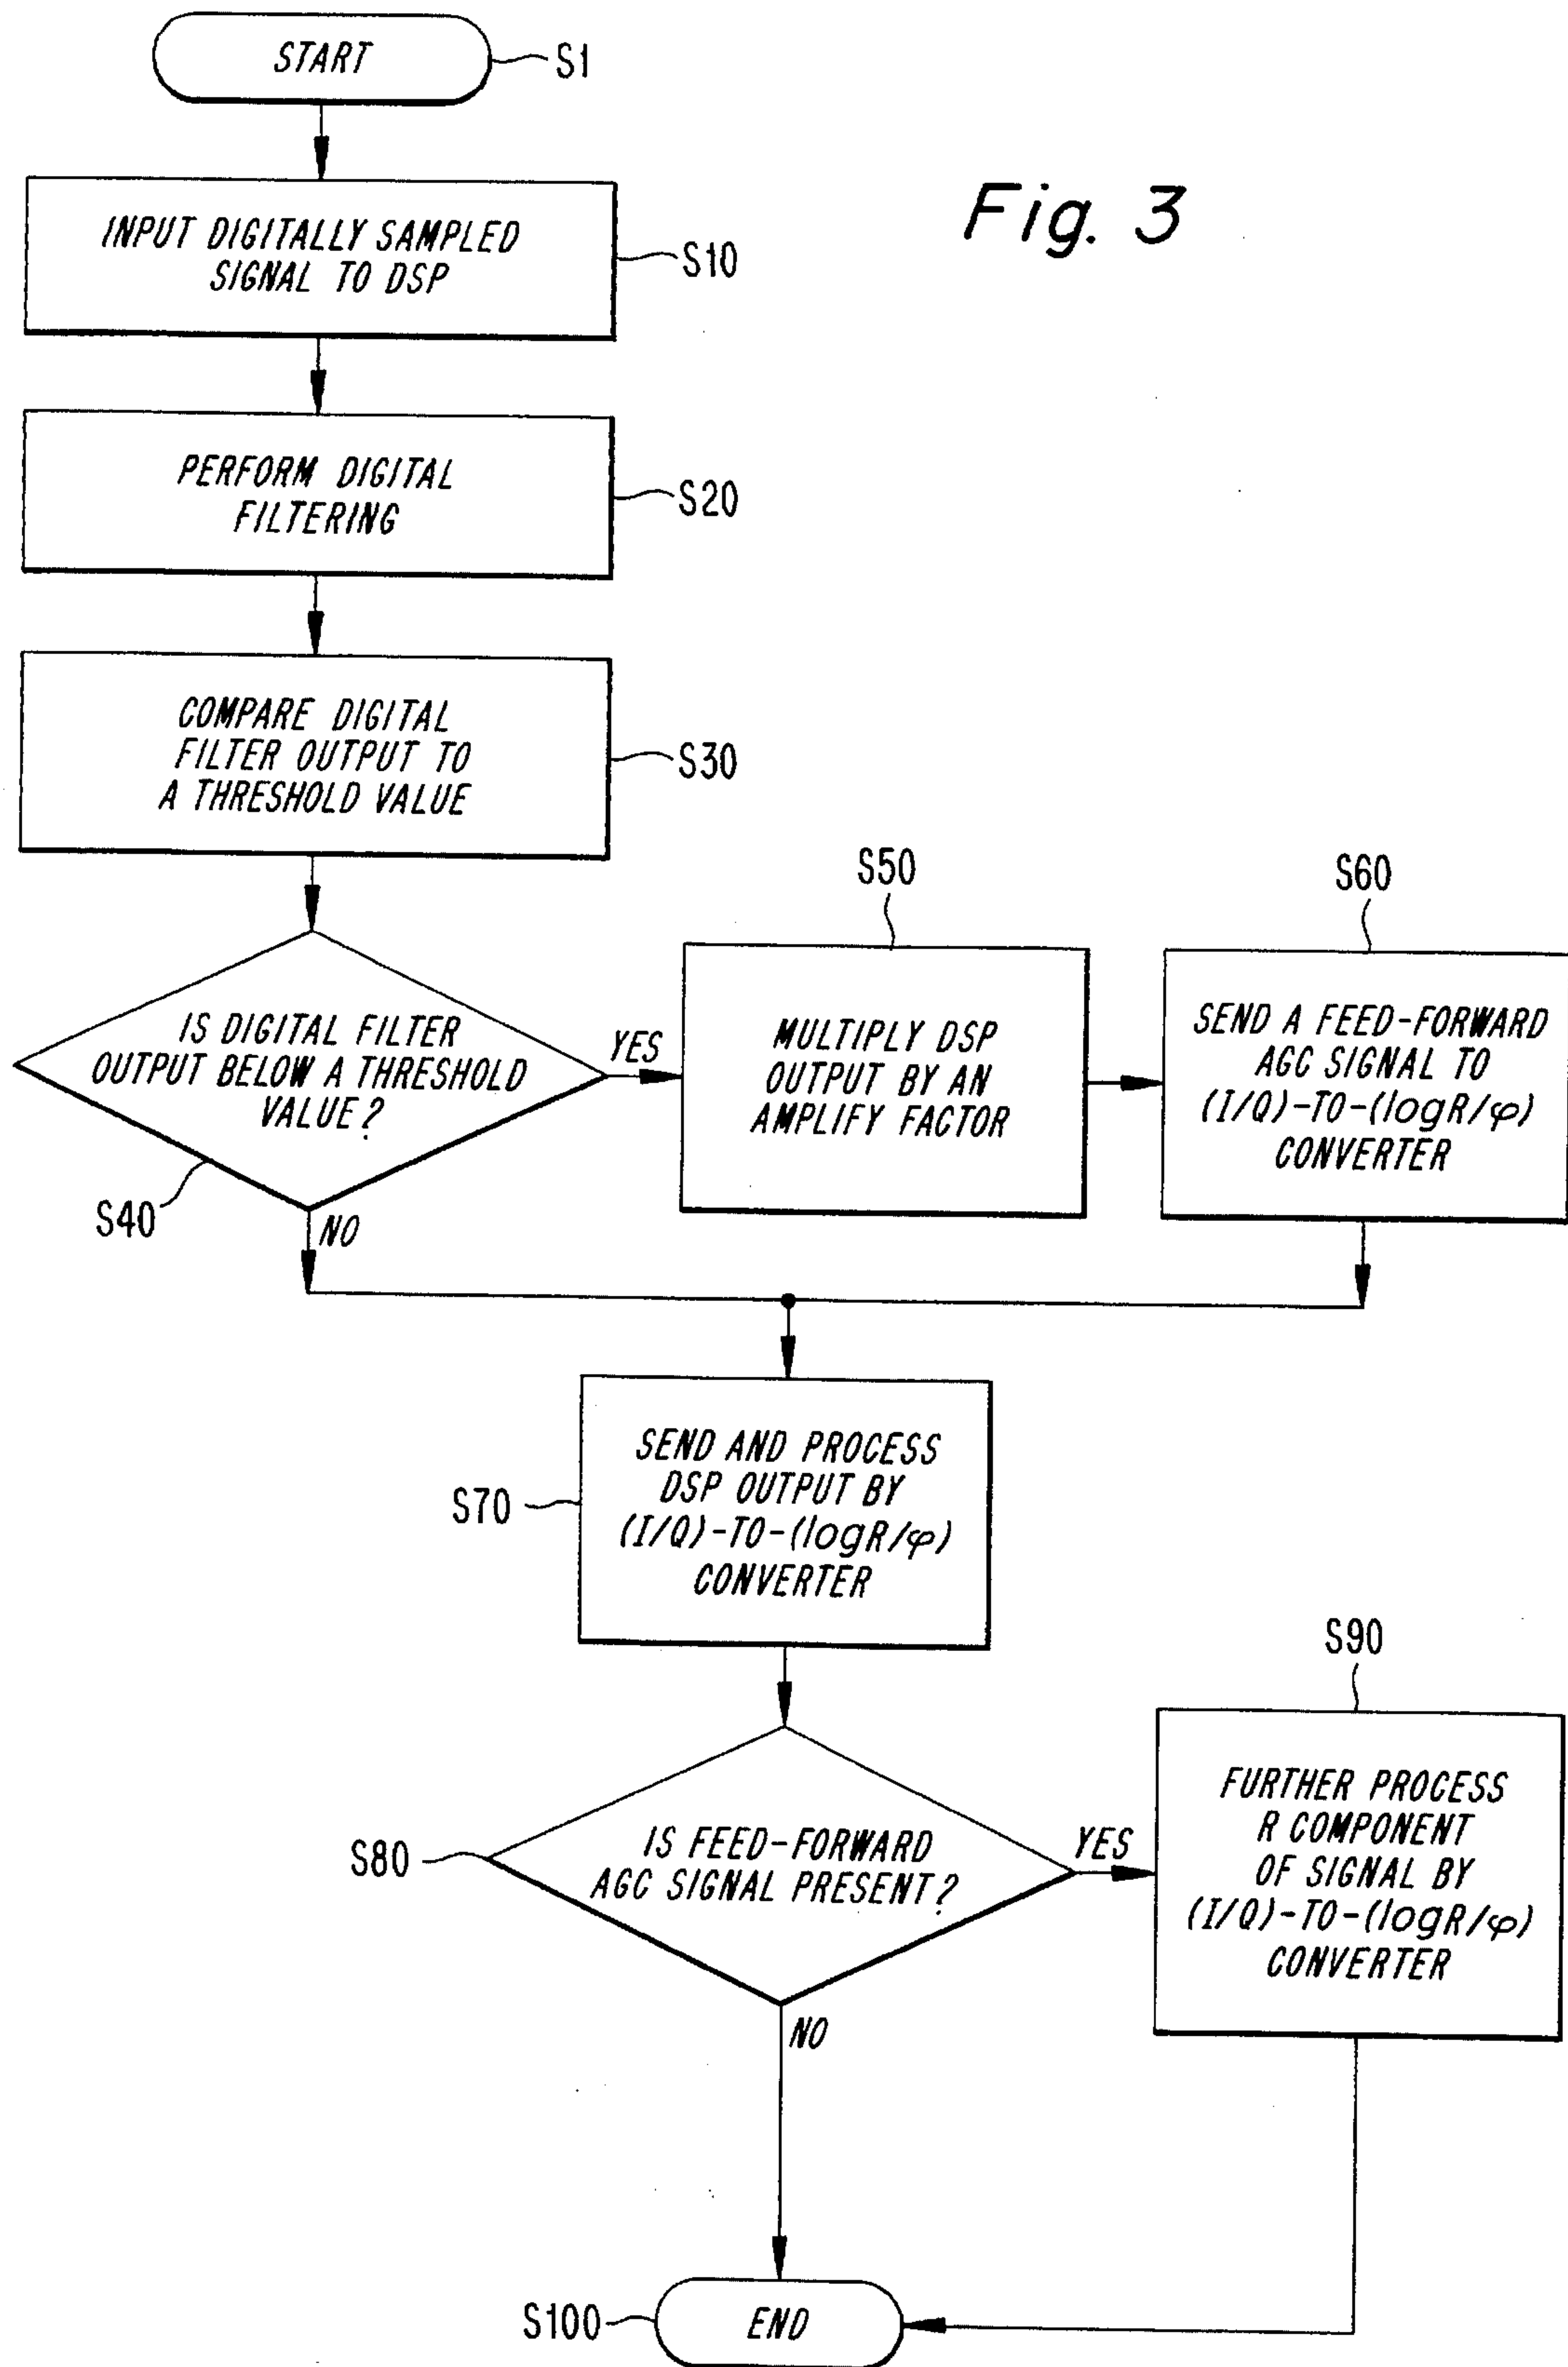 START
S1
Fig. 3
INPUT DIGITALLY SAMPLED
SIGNAL TO DSP
S10
PERFORM DIGITAL
FILTERING
S20
COMPARE DIGITAL
FILTER OUTPUT TO
A THRESHOLD VALUE
S30
IS DIGITAL FILTER
OUTPUT BELOW A THRESHOLD
VALUE?
S40
YES
NO
S50
MULTIPLY DSP
OUTPUT BY AN
AMPLIFY FACTOR
S60
SEND A FEED-FORWARD
AGC SIGNAL TO
(I/Q)-TO-(logR/φ)
CONVERTER
S70
SEND AND PROCESS
DSP OUTPUT BY
(I/Q)-TO-(logR/φ)
CONVERTER
S80
IS FEED-FORWARD
AGC SIGNAL PRESENT?
YES
NO
S90
FURTHER PROCESS
R COMPONENT
OF SIGNAL BY
(I/Q)-TO-(logR/φ)
CONVERTER
S100
END